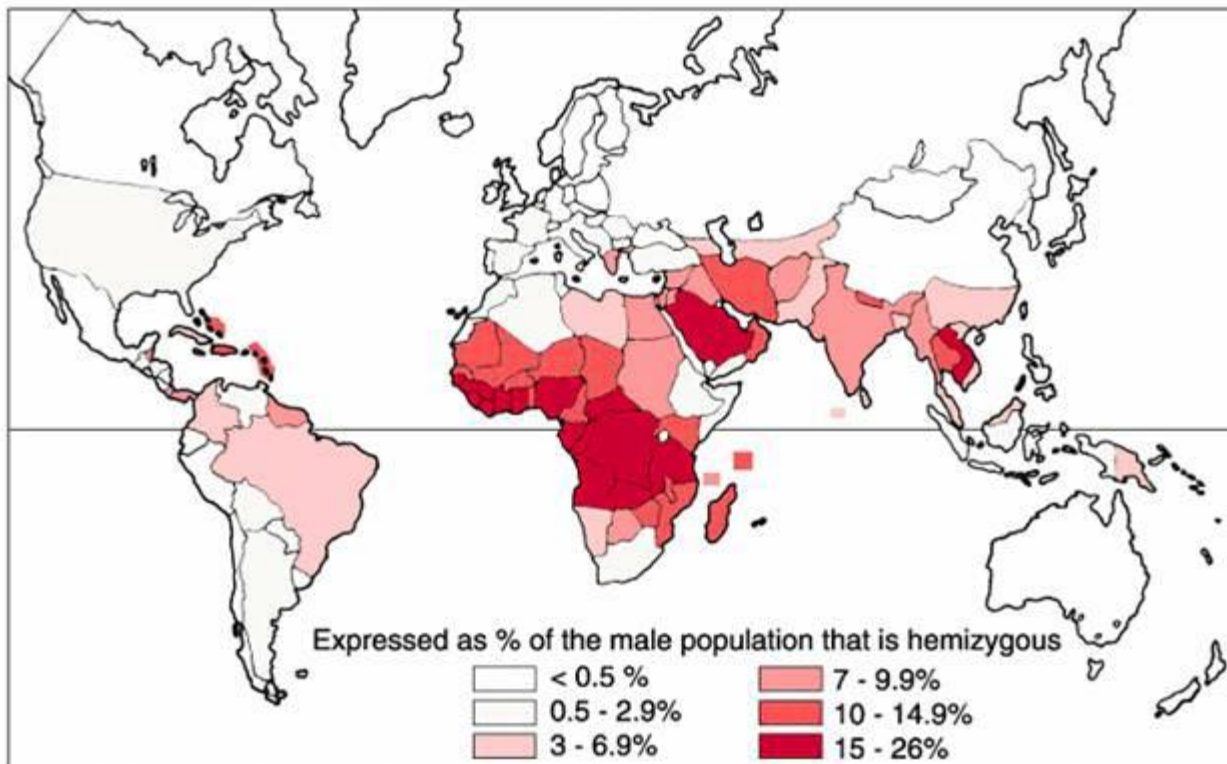 Expressed as % of the male population that is hemizygous
< 0.5 %
0.5 - 2.9%
3 - 6.9%
7 - 9.9%
10 - 14.9%
15 - 26%